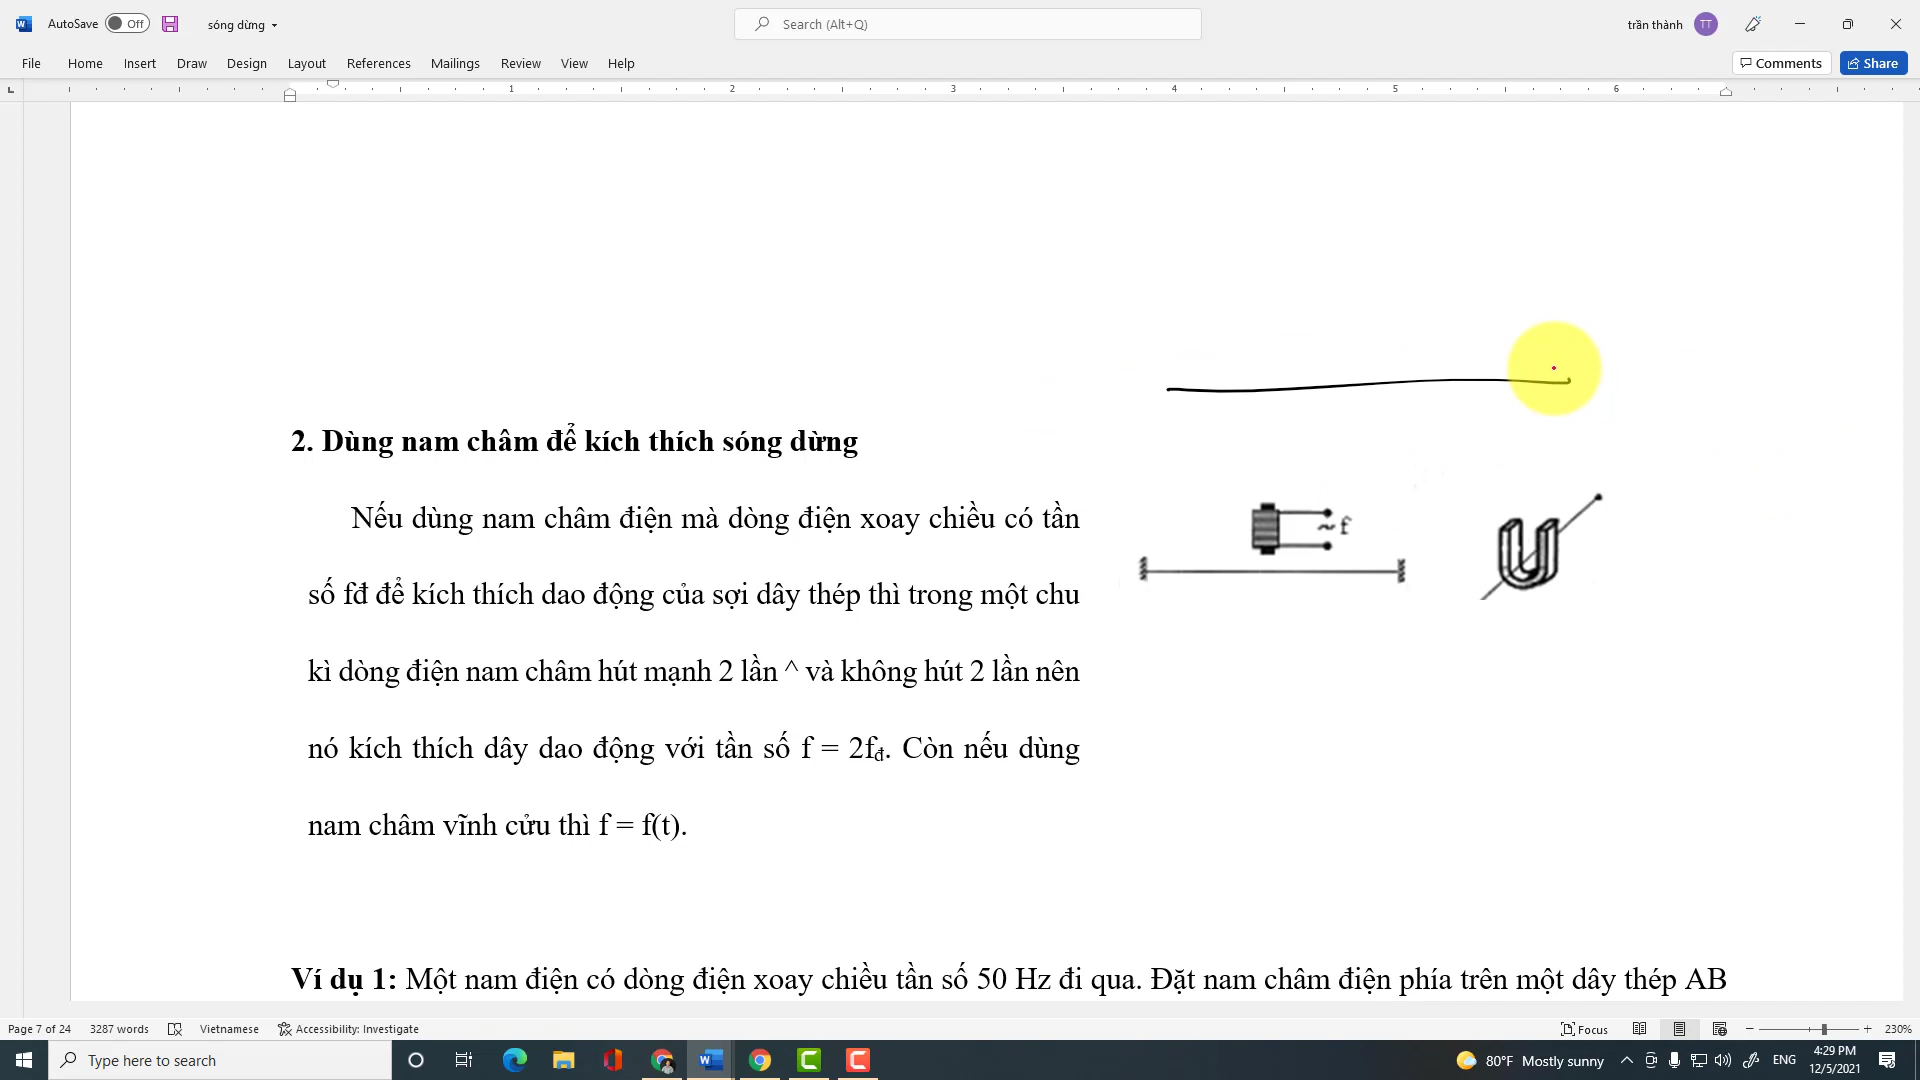 AutoSave Off sóng dừng Search (Alt+Q) trần thành TT
File Home Insert Draw Design Layout References Mailings Review View Help Comments Share
1 2 3 4 5 6
2. Dùng nam châm để kích thích sóng dừng
Nếu dùng nam châm điện mà dòng điện xoay chiều có tần
số fđ để kích thích dao động của sợi dây thép thì trong một chu
kì dòng điện nam châm hút mạnh 2 lần ^ và không hút 2 lần nên
nó kích thích dây dao động với tần số f = 2fđ. Còn nếu dùng
nam châm vĩnh cửu thì f = f(t).
~ f
Ví dụ 1: Một nam điện có dòng điện xoay chiều tần số 50 Hz đi qua. Đặt nam châm điện phía trên một dây thép AB
Page 7 of 24 3287 words Vietnamese Accessibility: Investigate Focus 230%
Type here to search 80°F Mostly sunny ENG 4:29 PM
12/5/2021